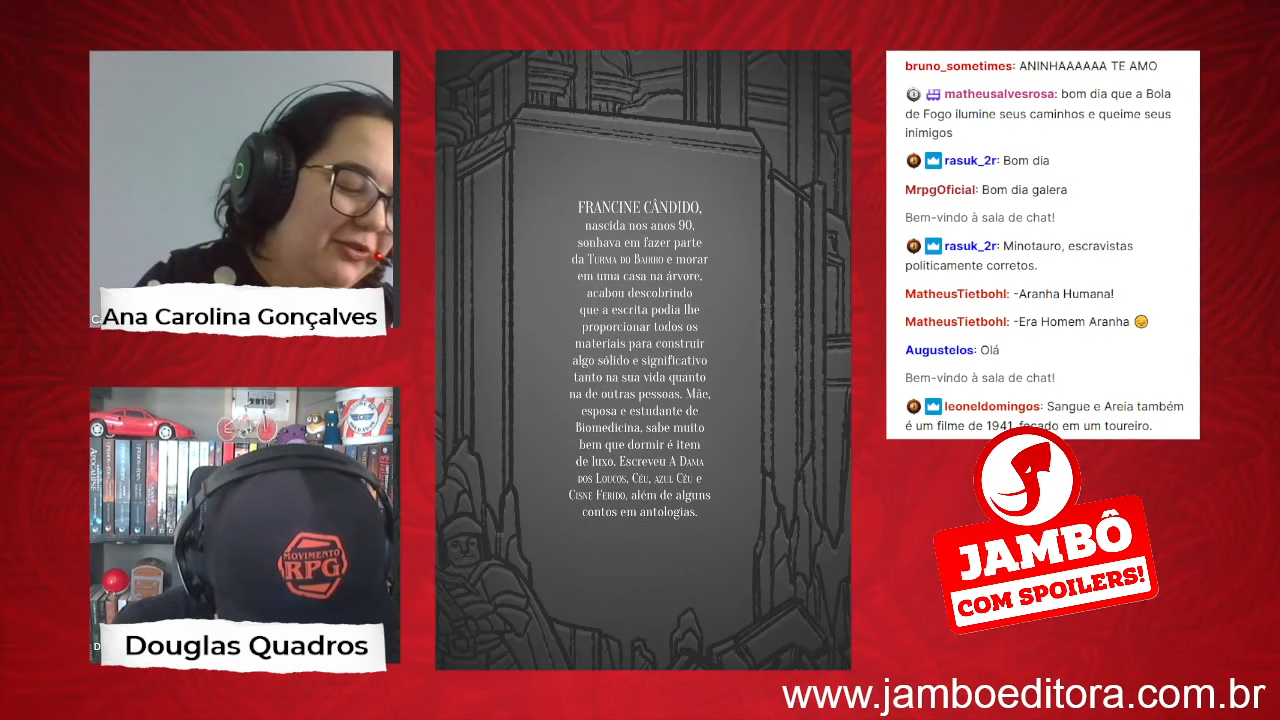 Ana Carolina Gonçalves
MOVIMENTO
RPG
Douglas Quadros
FRANCINE CÂNDIDO,
nascida nos anos 90,
sonhava em fazer parte
da Turma do Bairro e morar
em uma casa na árvore,
acabou descobrindo
que a escrita podia lhe
proporcionar todos os
materiais para construir
algo sólido e significativo
tanto na sua vida quanto
na de outras pessoas. Mãe,
esposa e estudante de
Biomedicina, sabe muito
bem que dormir é item
de luxo. Escreveu A Dama
dos Loucos, Céu, azul Céu e
Cisne Ferido, além de alguns
contos em antologias.
bruno_sometimes: ANINHAAAAAA TE AMO
matheusalvesrosa: bom dia que a Bola
de Fogo ilumine seus caminhos e queime seus
inimigos
rasuk_2r: Bom dia
MrpgOficial: Bom dia galera
Bem-vindo à sala de chat!
rasuk_2r: Minotauro, escravistas
politicamente corretos.
MatheusTietbohl: -Aranha Humana!
MatheusTietbohl: -Era Homem Aranha
Augustelos: Olá
Bem-vindo à sala de chat!
leoneldomingos: Sangue e Areia também
é um filme de 1941, focado em um toureiro.
JAMBÔ
COM SPOILERS!
www.jamboeditora.com.br